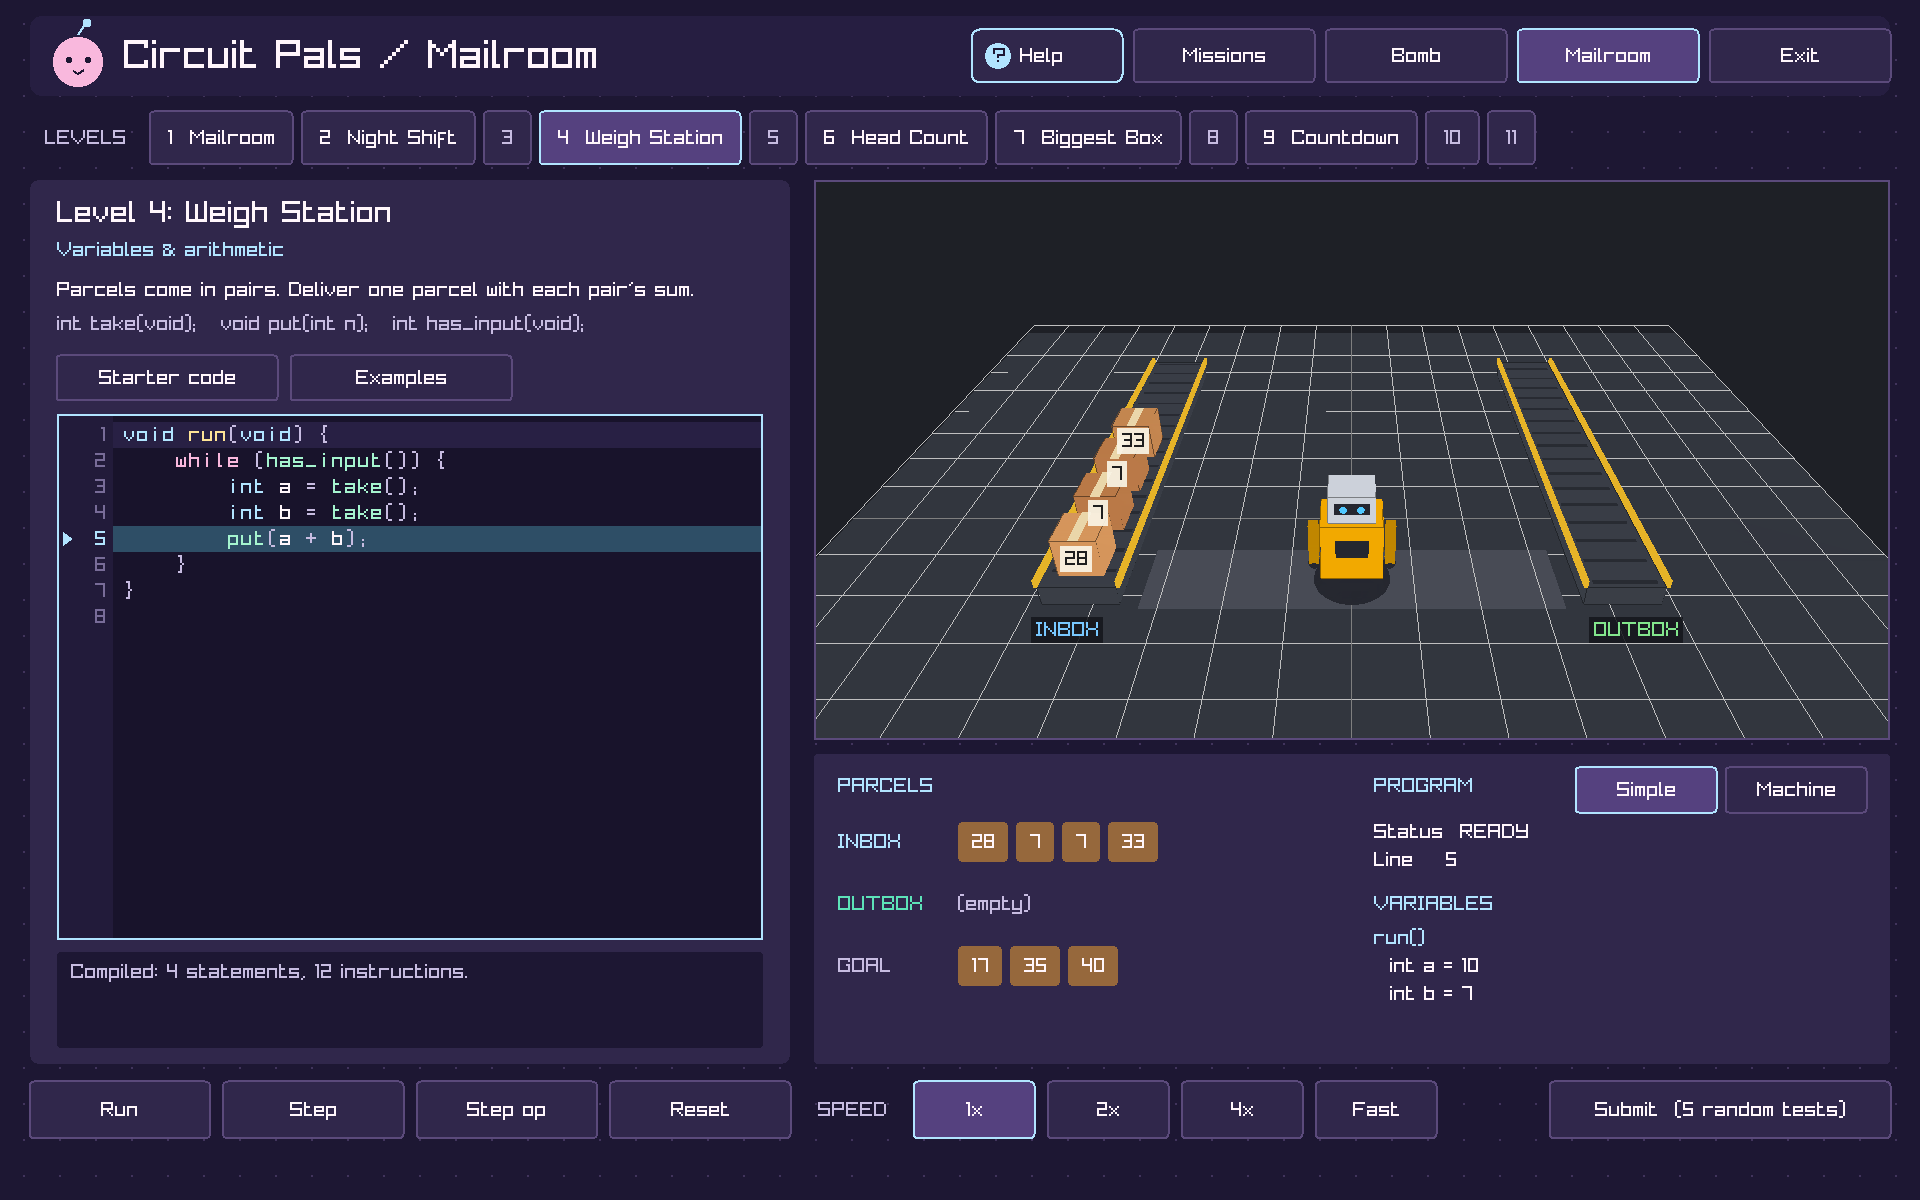 Circuit Pals / Mailroom
? Help
Missions
Bomb
Mailroom
Exit
LEVELS
1 Mailroom
2 Night Shift
3
4 Weigh Station
5
6 Head Count
7 Biggest Box
8
9 Countdown
10
11
Level 4: Weigh Station
Variables & arithmetic
Parcels come in pairs. Deliver one parcel with each pair's sum.
int take(void);   void put(int n);   int has_input(void);
Starter code
Examples
1 void run(void) {
2     while (has_input()) {
3         int a = take();
4         int b = take();
5         put(a + b);
6     }
7 }
8
Compiled: 4 statements, 12 instructions.
33
7
7
28
INBOX
OUTBOX
PARCELS
INBOX 28 7 7 33
OUTBOX (empty)
GOAL 17 35 40
PROGRAM
Simple
Machine
Status READY
Line 5
VARIABLES
run()
int a = 10
int b = 7
Run
Step
Step op
Reset
SPEED
1x
2x
4x
Fast
Submit (5 random tests)